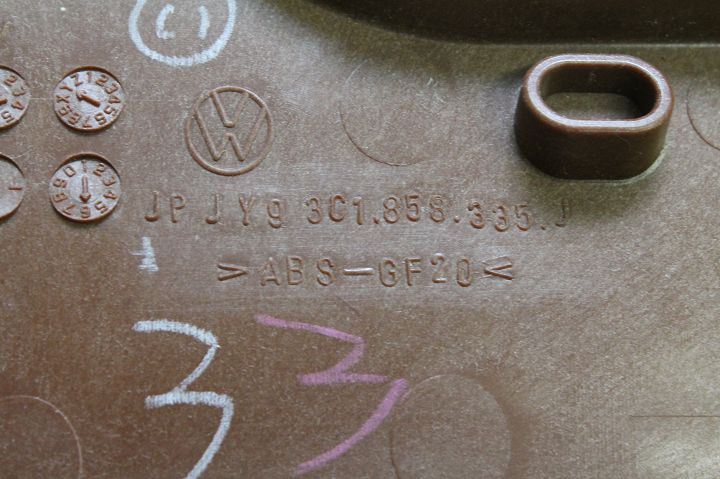 (1)
JP JY9 3C1.858.335.J
>ABS-GF20<
3 3